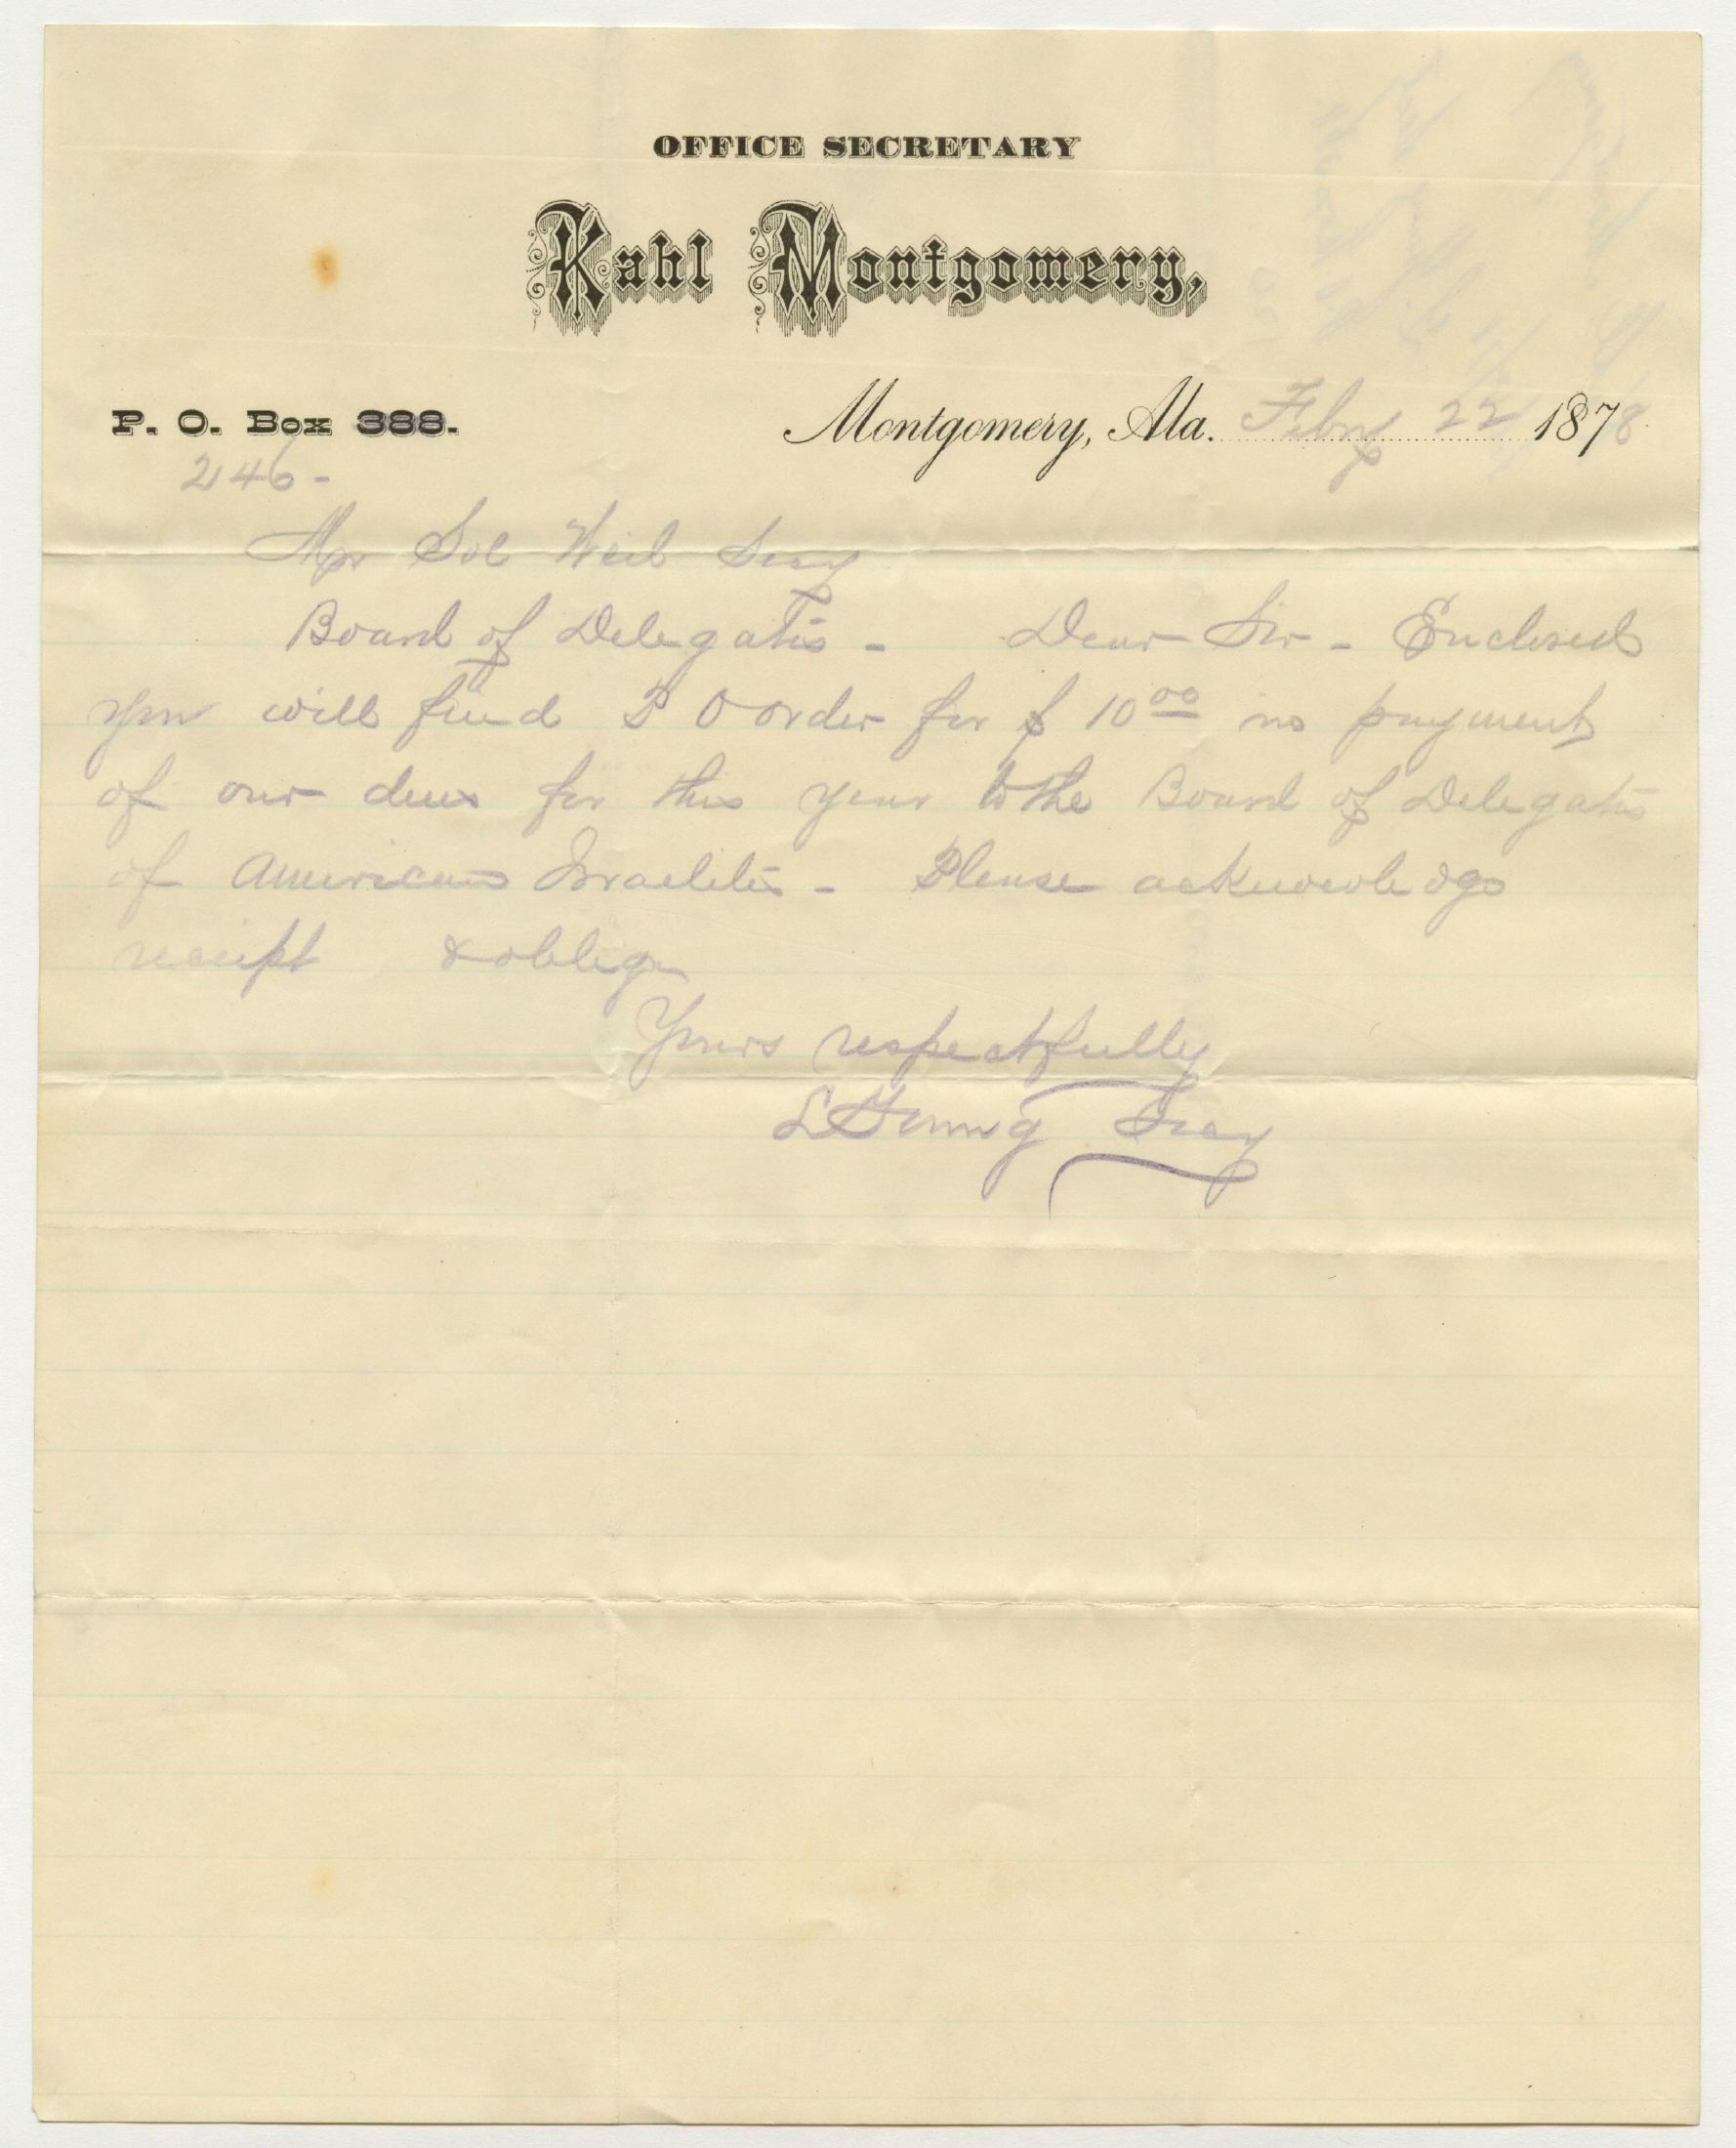 OFFICE SECRETARY
Kahl Montgomery,
P. O. Box 388. Montgomery, Ala. Febry 22 1878
246 -
Mr Sol Weil Secy
Board of Delegates - Dear Sir - Enclosed
you will find P O order for $ 10 00 as payment
of our dues for this year to the Board of Delegates
of American Israelites - Please acknowledge
receipt & oblige
Yours respectfully
Secy